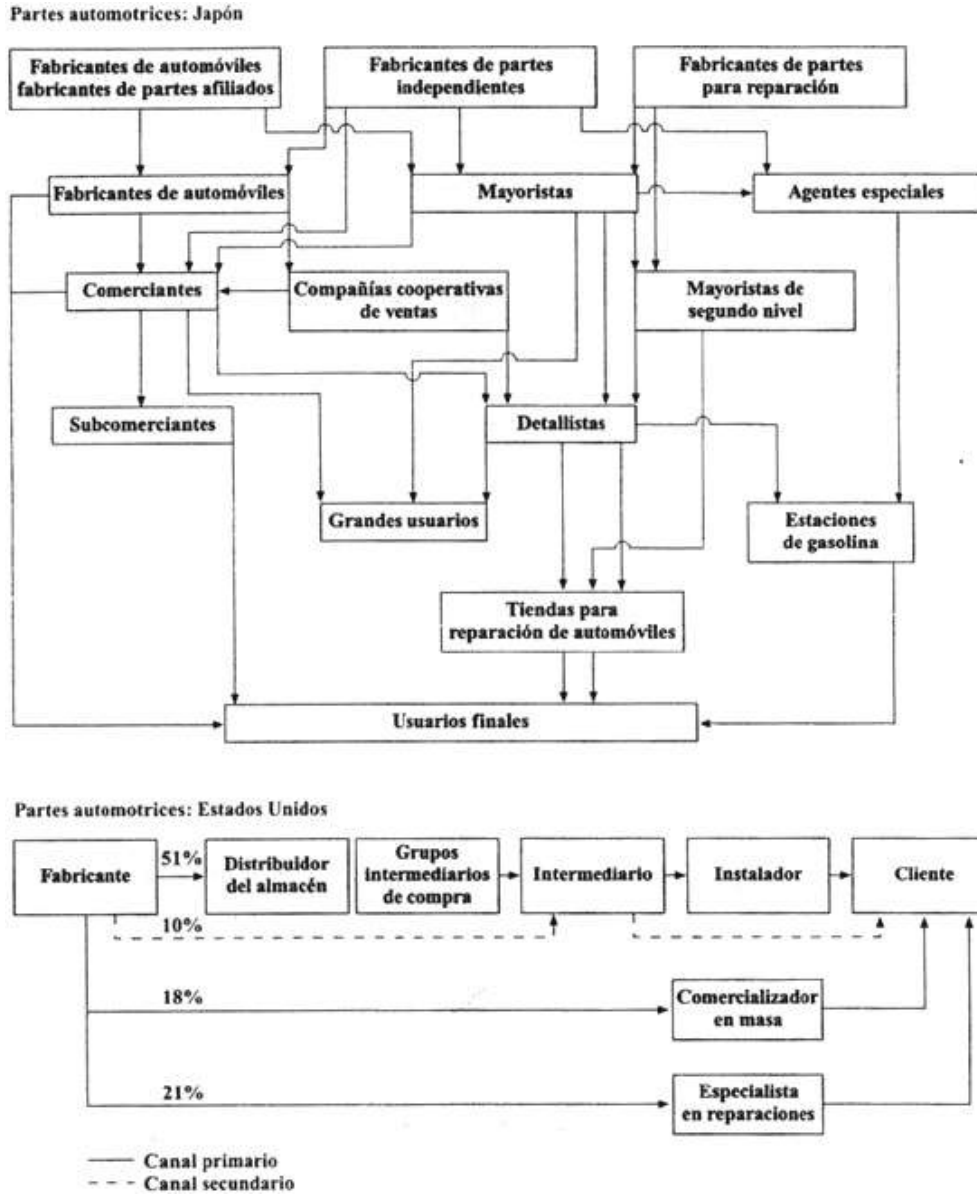 Partes automotrices: Japón
Fabricantes de automóviles
fabricantes de partes afiliados
Fabricantes de partes
independientes
Fabricantes de partes
para reparación
Fabricantes de automóviles
Mayoristas
Agentes especiales
Comerciantes
Compañías cooperativas
de ventas
Mayoristas de
segundo nivel
Subcomerciantes
Detallistas
Grandes usuarios
Estaciones
de gasolina
Tiendas para
reparación de automóviles
Usuarios finales
Partes automotrices: Estados Unidos
Fabricante
51%
Distribuidor
del almacén
Grupos
intermediarios
de compra
Intermediario
Instalador
Cliente
10%
18%
Comercializador
en masa
21%
Especialista
en reparaciones
Canal primario
Canal secundario